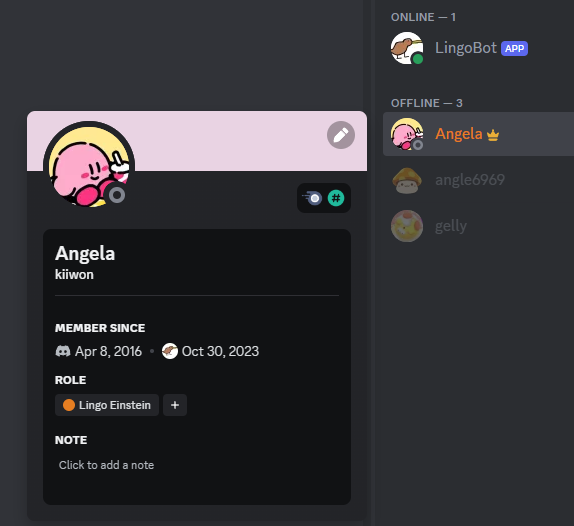 ONLINE — 1
LingoBot APP
OFFLINE — 3
Angela
angle6969
gelly
#
Angela
kiiwon
MEMBER SINCE
Apr 8, 2016 • Oct 30, 2023
ROLE
Lingo Einstein +
NOTE
Click to add a note